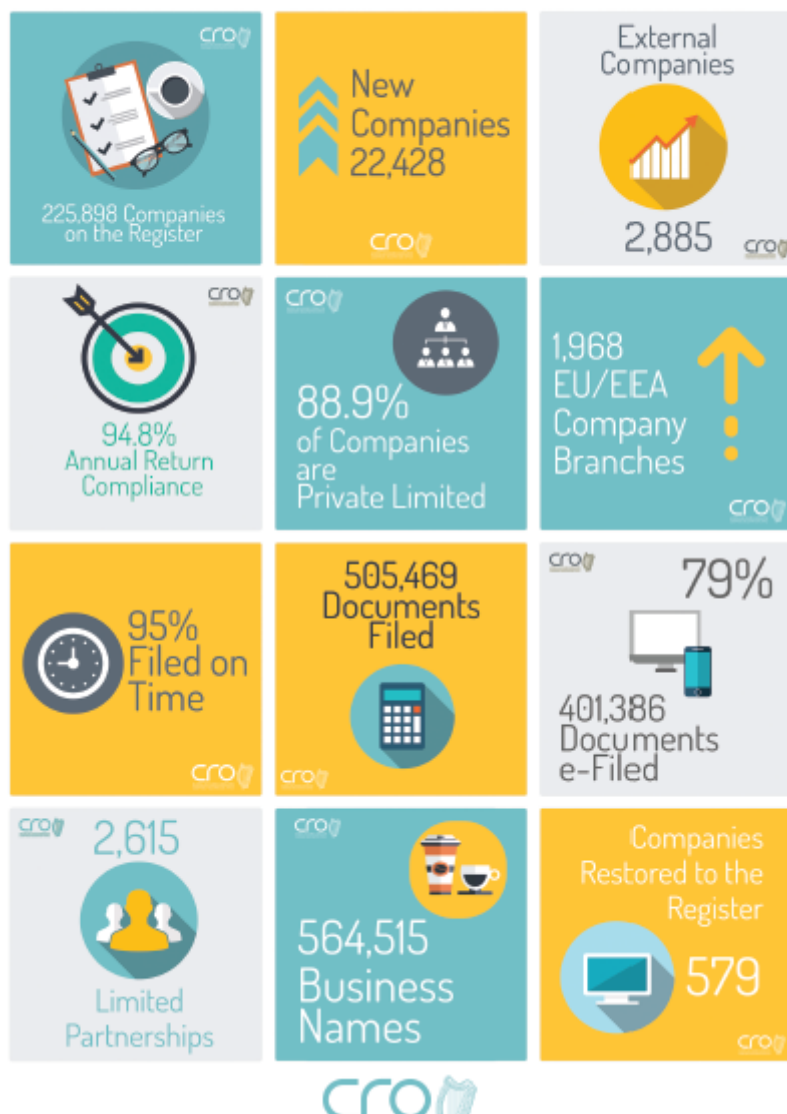 cro
225,898 Companies
on the Register
New
Companies
22,428
cro
External
Companies
2,885
cro
cro
94.8%
Annual Return
Compliance
cro
88.9%
of Companies
are
Private Limited
1,968
EU/EEA
Company
Branches
cro
95%
Filed on
Time
cro
505,469
Documents
Filed
cro
cro
79%
401,386
Documents
e-Filed
cro
2,615
Limited
Partnerships
cro
564,515
Business
Names
Companies
Restored to the
Register
579
cro
cro